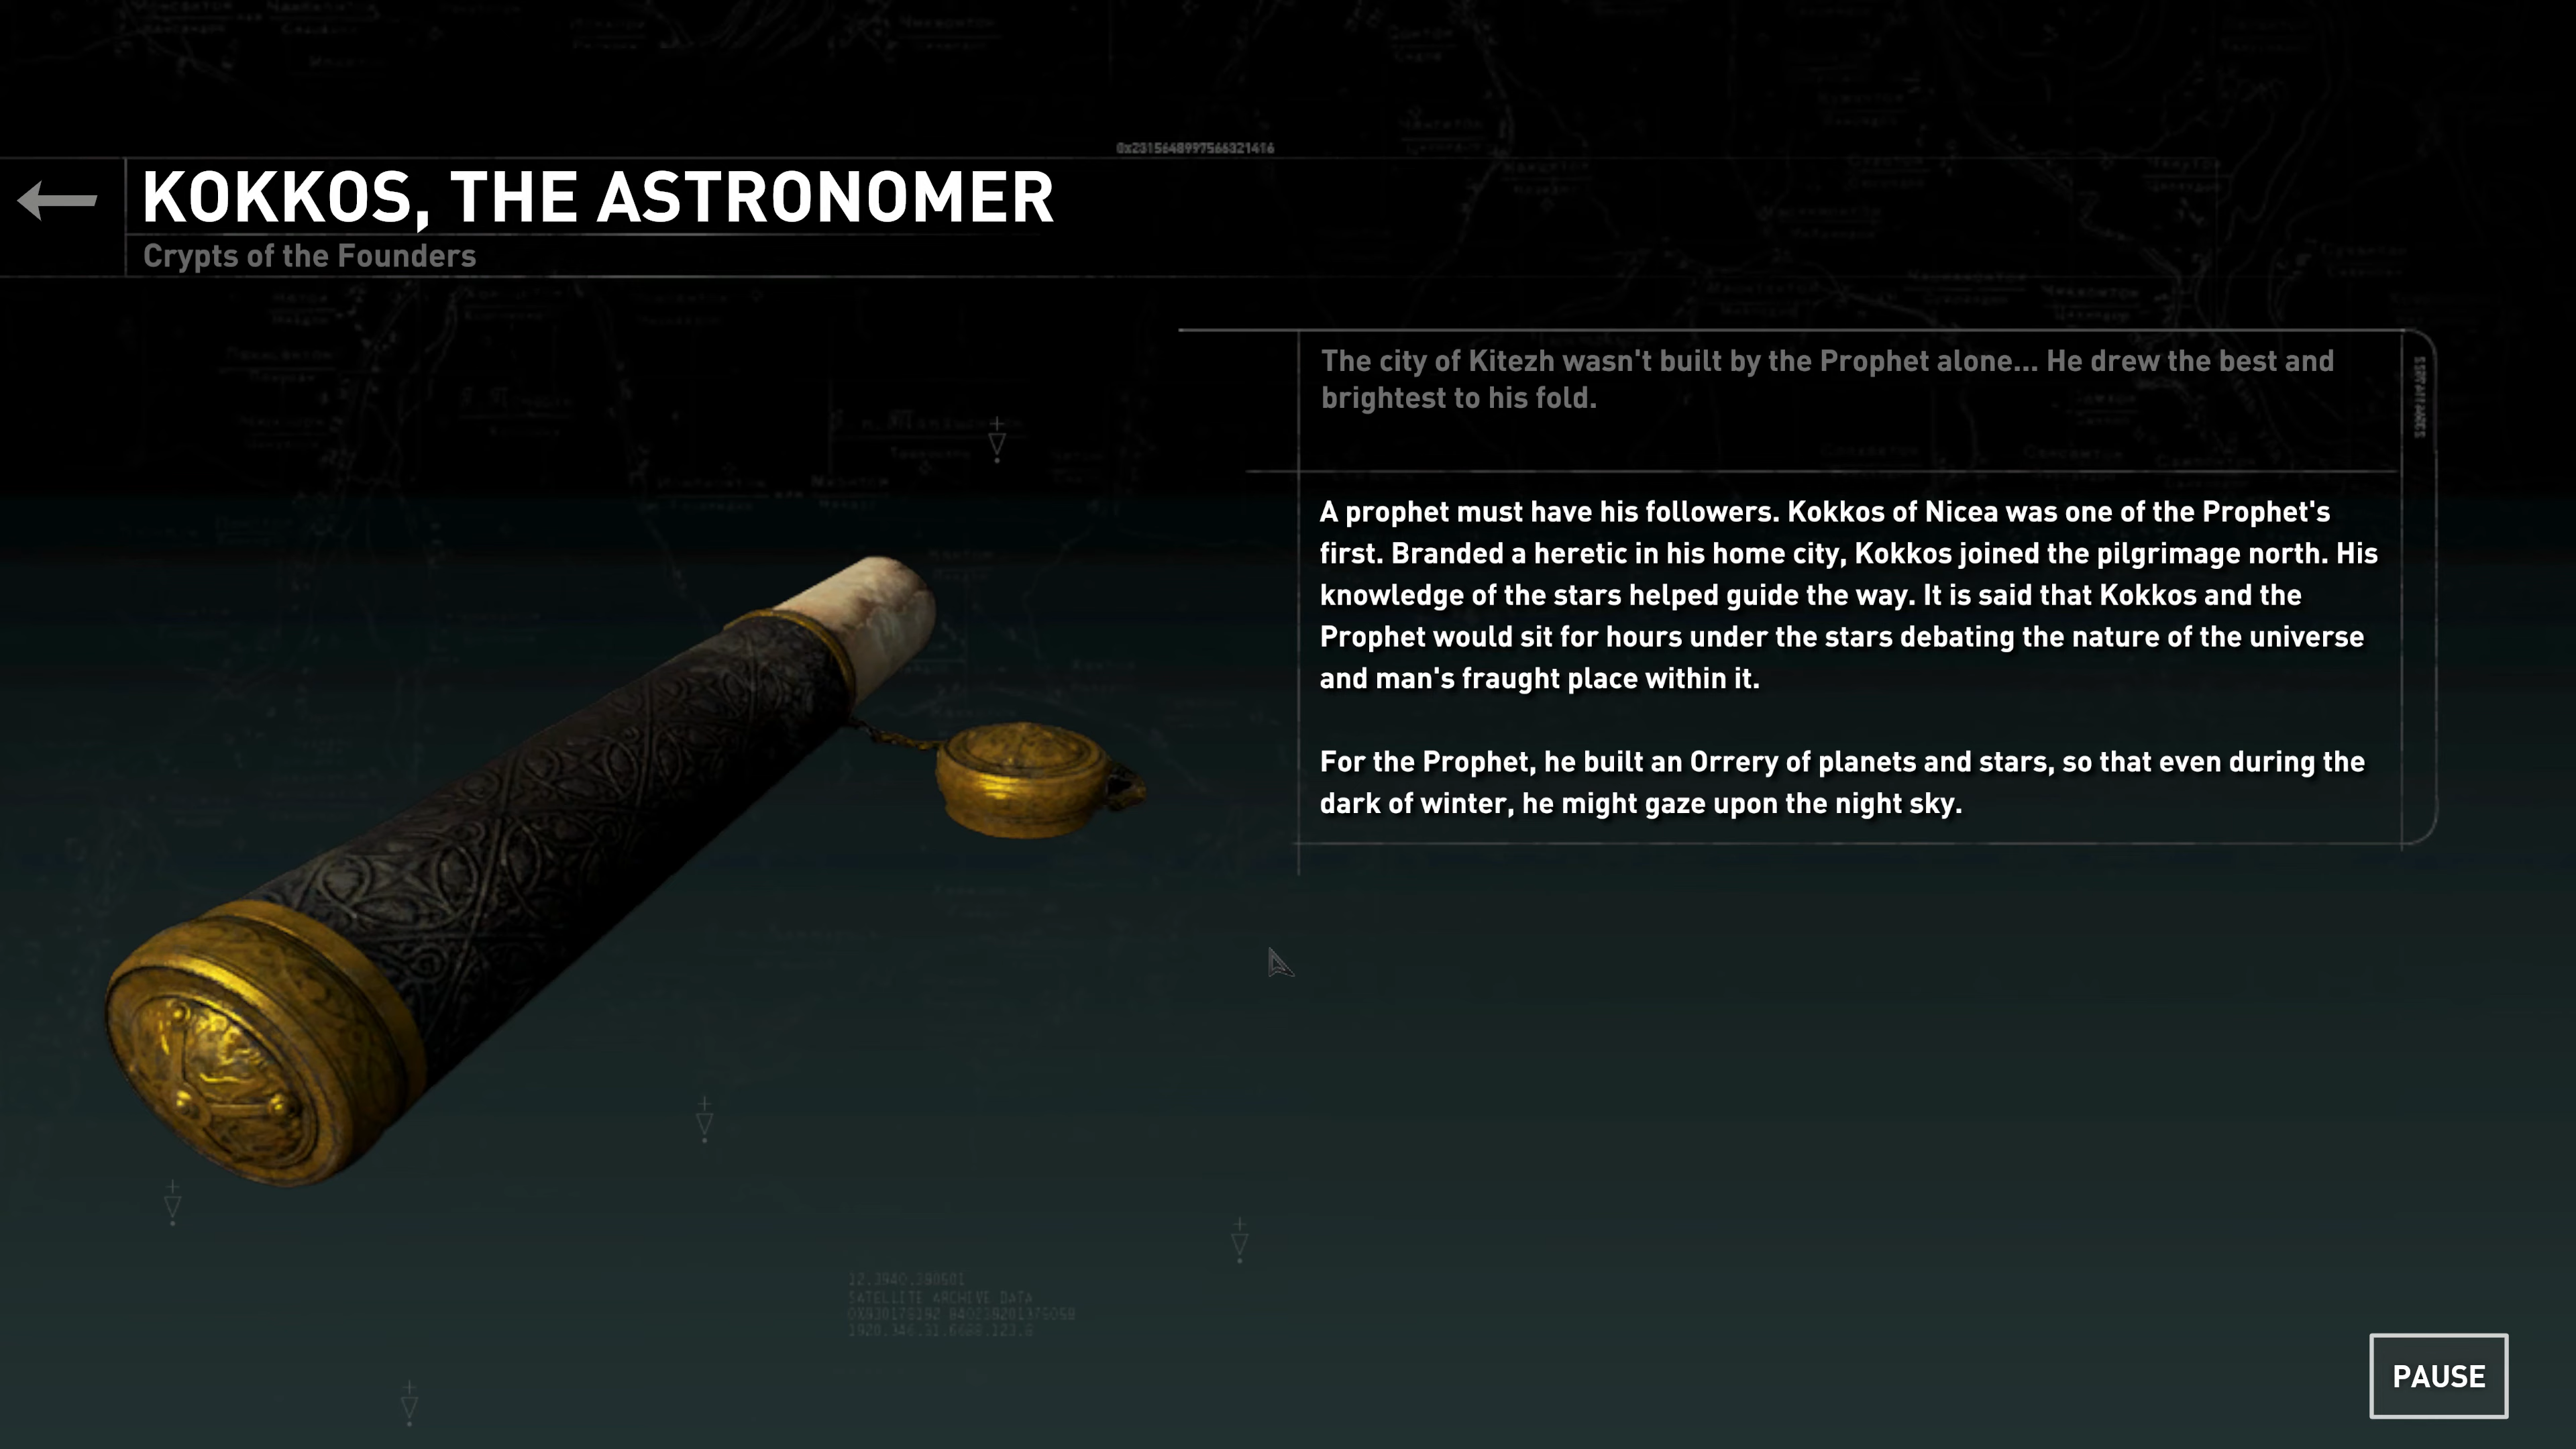 0x2315648997566321416
KOKKOS, THE ASTRONOMER
Crypts of the Founders
The city of Kitezh wasn't built by the Prophet alone... He drew the best and
brightest to his fold.
A prophet must have his followers. Kokkos of Nicea was one of the Prophet's
first. Branded a heretic in his home city, Kokkos joined the pilgrimage north. His
knowledge of the stars helped guide the way. It is said that Kokkos and the
Prophet would sit for hours under the stars debating the nature of the universe
and man's fraught place within it.
For the Prophet, he built an Orrery of planets and stars, so that even during the
dark of winter, he might gaze upon the night sky.
SATELLITE ARCHIVE DATA
PAUSE